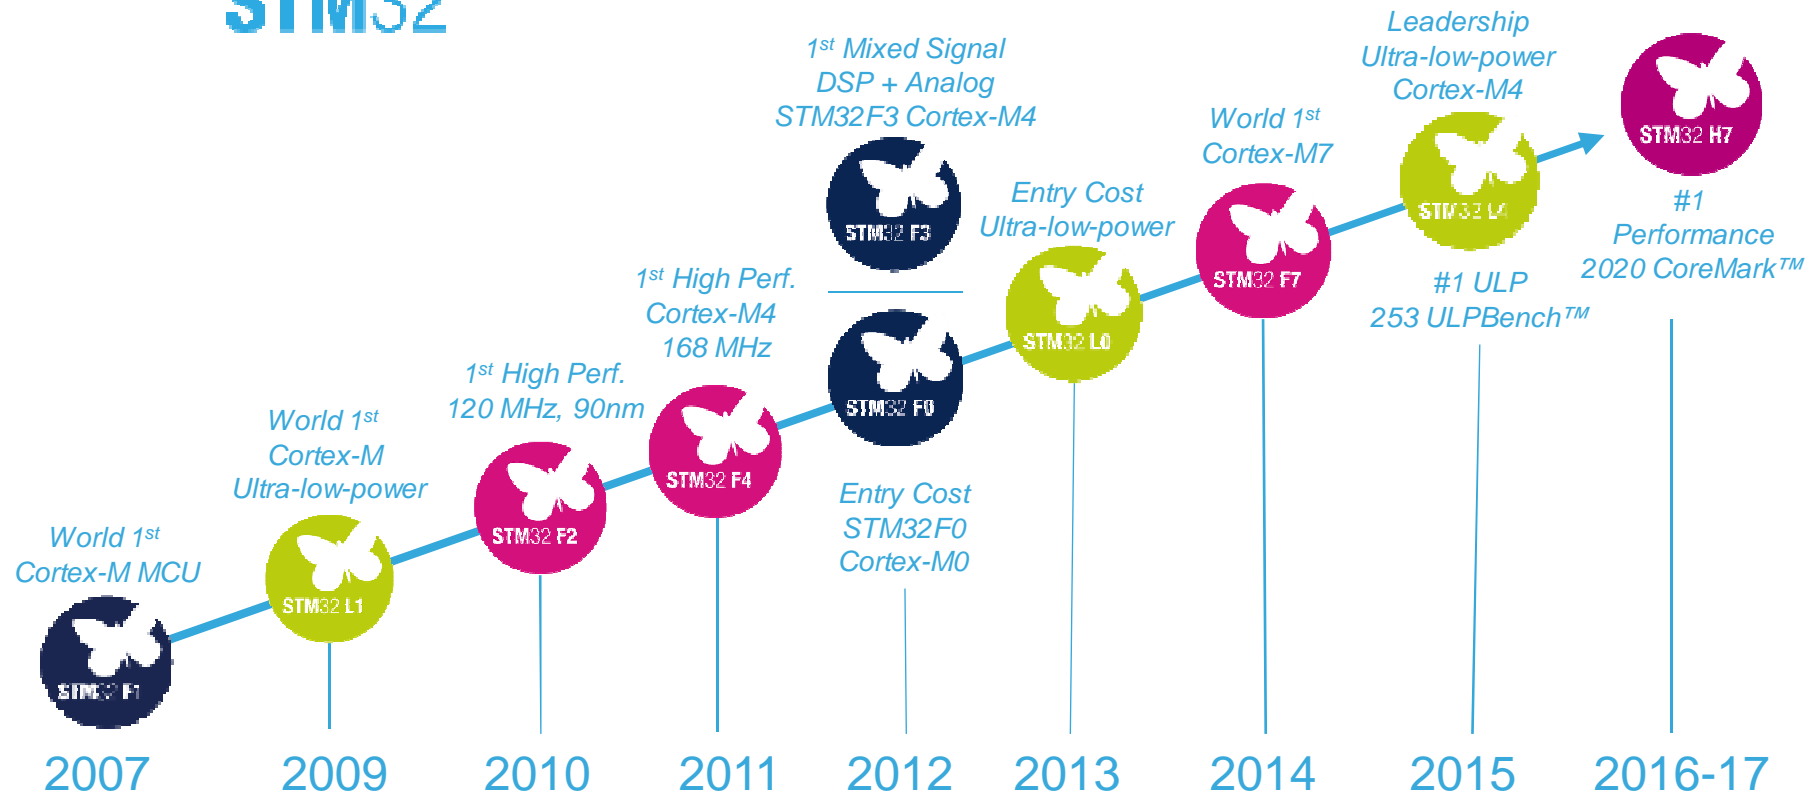 STM32
World 1st
Cortex-M MCU
STM32 F1
2007
World 1st
Cortex-M
Ultra-low-power
STM32 L1
2009
1st High Perf.
120 MHz, 90nm
STM32 F2
2010
1st High Perf.
Cortex-M4
168 MHz
STM32 F4
2011
1st Mixed Signal
DSP + Analog
STM32F3 Cortex-M4
STM32 F3
STM32 F0
Entry Cost
STM32F0
Cortex-M0
2012
Entry Cost
Ultra-low-power
STM32 L0
2013
World 1st
Cortex-M7
STM32 F7
2014
Leadership
Ultra-low-power
Cortex-M4
STM32 L4
#1 ULP
253 ULPBench™
2015
STM32 H7
#1
Performance
2020 CoreMark™
2016-17